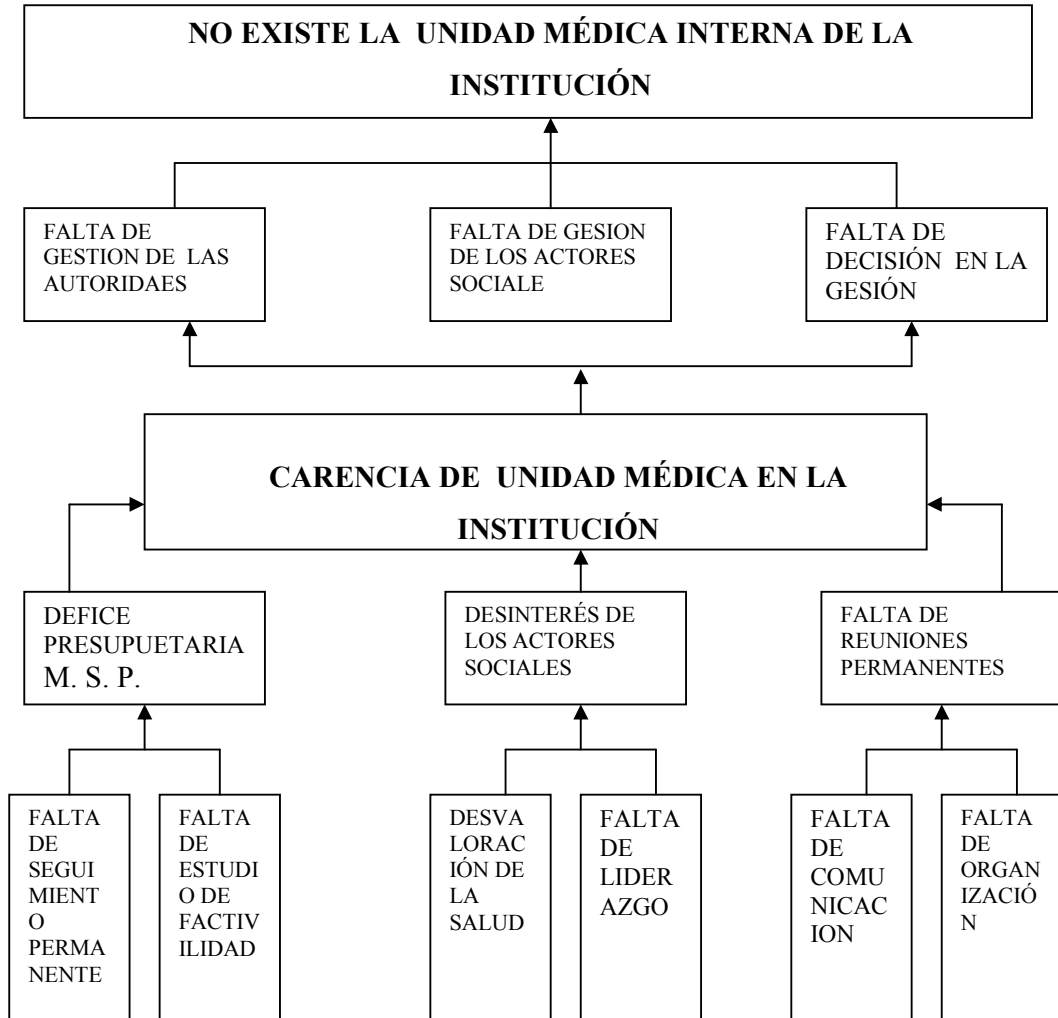 NO EXISTE LA UNIDAD MÉDICA INTERNA DE LA
INSTITUCIÓN
FALTA DE
GESTION DE LAS
AUTORIDAES
FALTA DE GESION
DE LOS ACTORES
SOCIALE
FALTA DE
DECISIÓN EN LA
GESIÓN
CARENCIA DE UNIDAD MÉDICA EN LA
INSTITUCIÓN
DEFICE
PRESUPUETARIA
M. S. P.
DESINTERÉS DE
LOS ACTORES
SOCIALES
FALTA DE
REUNIONES
PERMANENTES
FALTA
DE
SEGUI
MIENT
O
PERMA
NENTE
FALTA
DE
ESTUDI
O DE
FACTIV
ILIDAD
DESVA
LORAC
IÓN DE
LA
SALUD
FALTA
DE
LIDER
AZGO
FALTA
DE
COMU
NICAC
ION
FALTA
DE
ORGAN
IZACIÓ
N